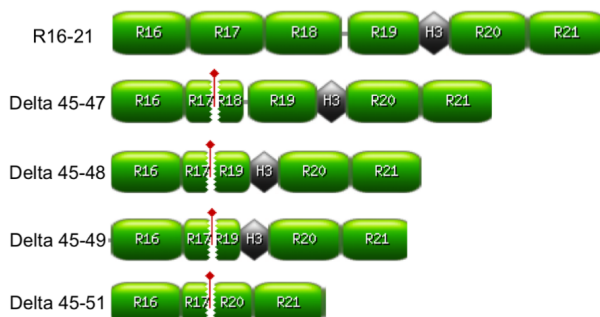 R16-21 R16 R17 R18 R19 H3 R20 R21
Delta 45-47 R16 R17 R18 R19 H3 R20 R21
Delta 45-48 R16 R17 R19 H3 R20 R21
Delta 45-49 R16 R17 R19 H3 R20 R21
Delta 45-51 R16 R17 R20 R21